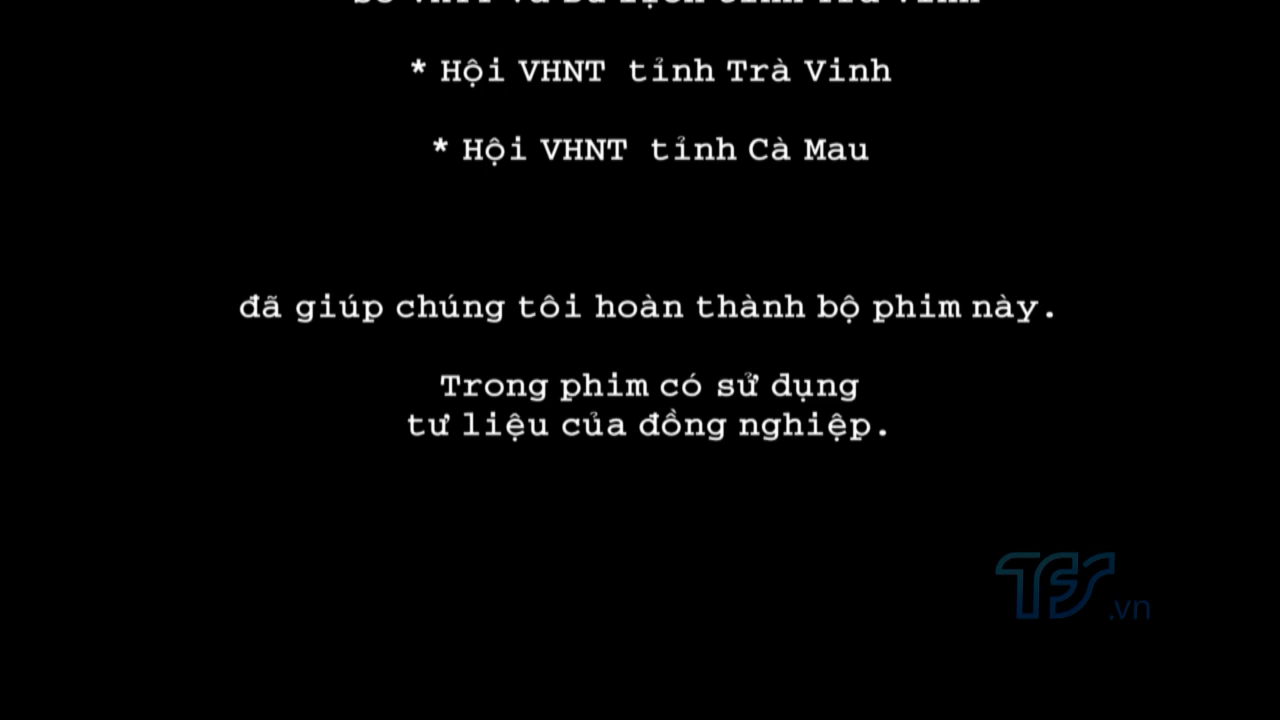 * Hội VHNT tỉnh Trà Vinh
* Hội VHNT tỉnh Cà Mau
đã giúp chúng tôi hoàn thành bộ phim này.
Trong phim có sử dụng
tư liệu của đồng nghiệp.
TFS.vn